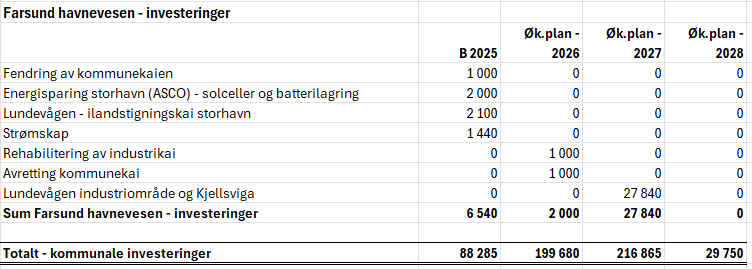 Farsund havnevesen - investeringer
B 2025 Øk.plan - 2026 Øk.plan - 2027 Øk.plan - 2028
Fendring av kommunekaien 1 000 0 0 0
Energisparing storhavn (ASCO) - solceller og batterilagring 2 000 0 0 0
Lundevågen - ilandstigningskai storhavn 2 100 0 0 0
Strømskap 1 440 0 0 0
Rehabilitering av industrikai 0 1 000 0 0
Avretting kommunekai 0 1 000 0 0
Lundevågen industriområde og Kjellsviga 0 0 27 840 0
Sum Farsund havnevesen - investeringer 6 540 2 000 27 840 0
Totalt - kommunale investeringer 88 285 199 680 216 865 29 750